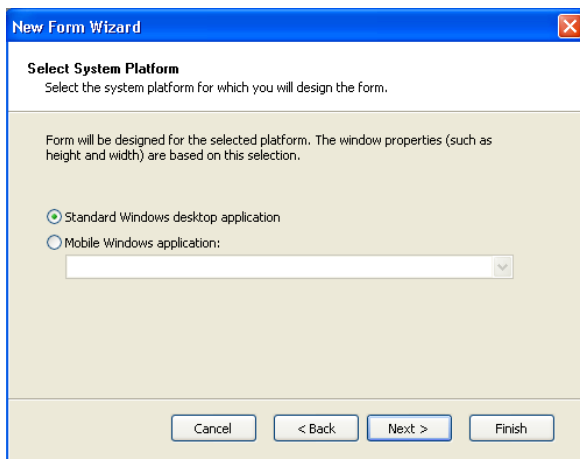 New Form Wizard
Select System Platform
Select the system platform for which you will design the form.
Form will be designed for the selected platform. The window properties (such as
height and width) are based on this selection.
Standard Windows desktop application
Mobile Windows application:
Cancel
< Back
Next >
Finish